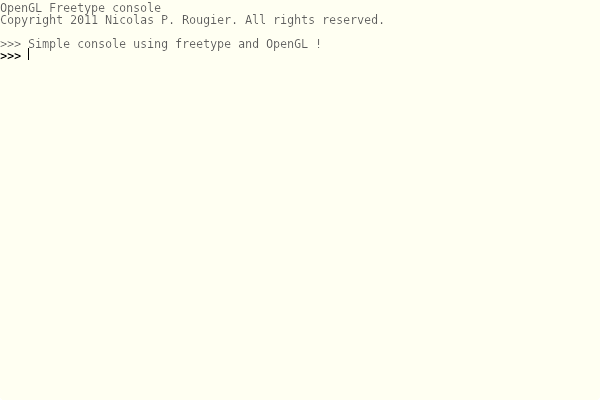 OpenGL Freetype console
Copyright 2011 Nicolas P. Rougier. All rights reserved.
>>> Simple console using freetype and OpenGL !
>>>